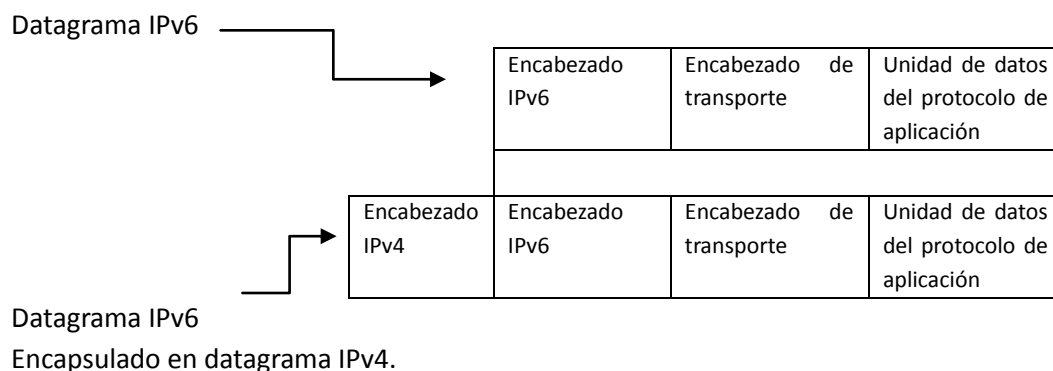 Datagrama IPv6
Encabezado
IPv6
Encabezado de
transporte
Unidad de datos
del protocolo de
aplicación
Encabezado
IPv4
Encabezado
IPv6
Encabezado de
transporte
Unidad de datos
del protocolo de
aplicación
Datagrama IPv6
Encapsulado en datagrama IPv4.